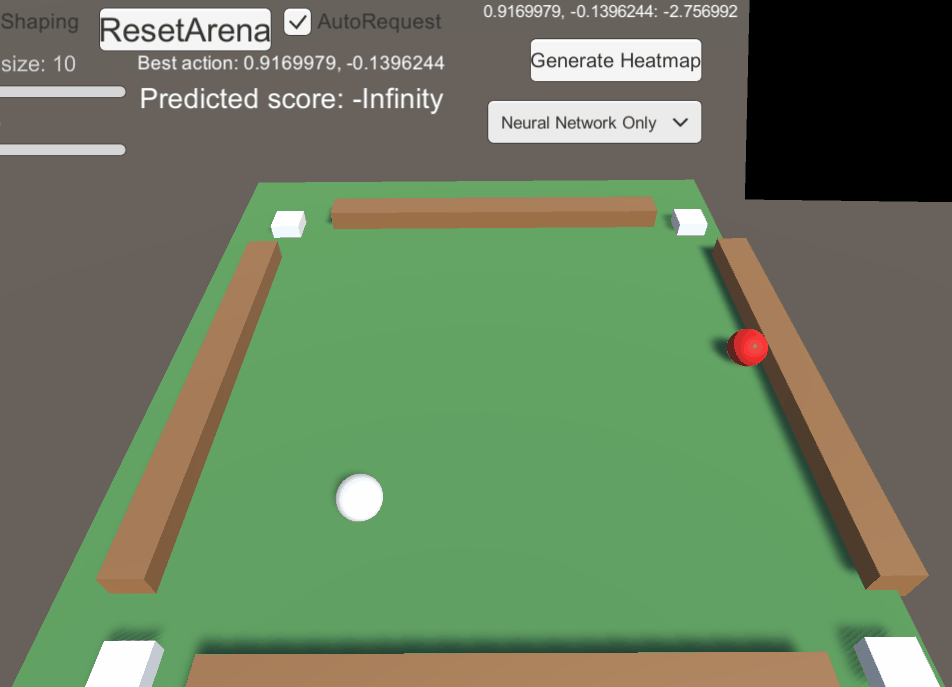 Shaping
ResetArena
AutoRequest
0.9169979, -0.1396244: -2.756992
size: 10
Best action: 0.9169979, -0.1396244
Generate Heatmap
Predicted score: -Infinity
Neural Network Only